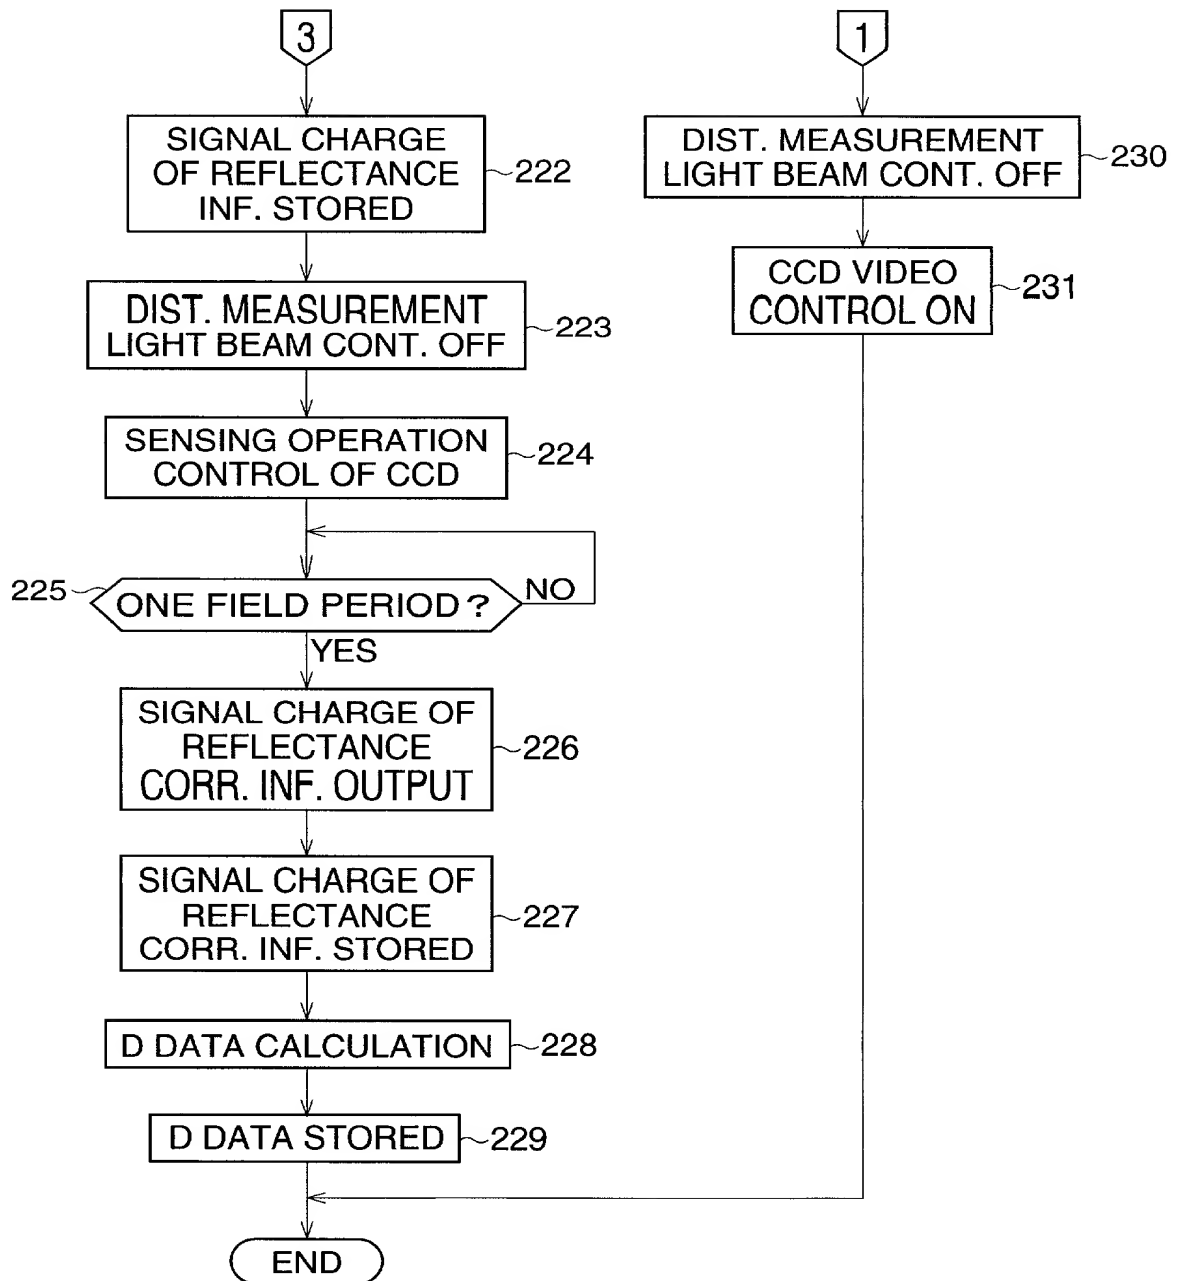 3
SIGNAL CHARGE
OF REFLECTANCE
INF. STORED
222
DIST. MEASUREMENT
LIGHT BEAM CONT. OFF
223
SENSING OPERATION
CONTROL OF CCD
224
225
ONE FIELD PERIOD ?
NO
YES
SIGNAL CHARGE OF
REFLECTANCE
CORR. INF. OUTPUT
226
SIGNAL CHARGE OF
REFLECTANCE
CORR. INF. STORED
227
D DATA CALCULATION
228
D DATA STORED
229
END
1
DIST. MEASUREMENT
LIGHT BEAM CONT. OFF
230
CCD VIDEO
CONTROL ON
231